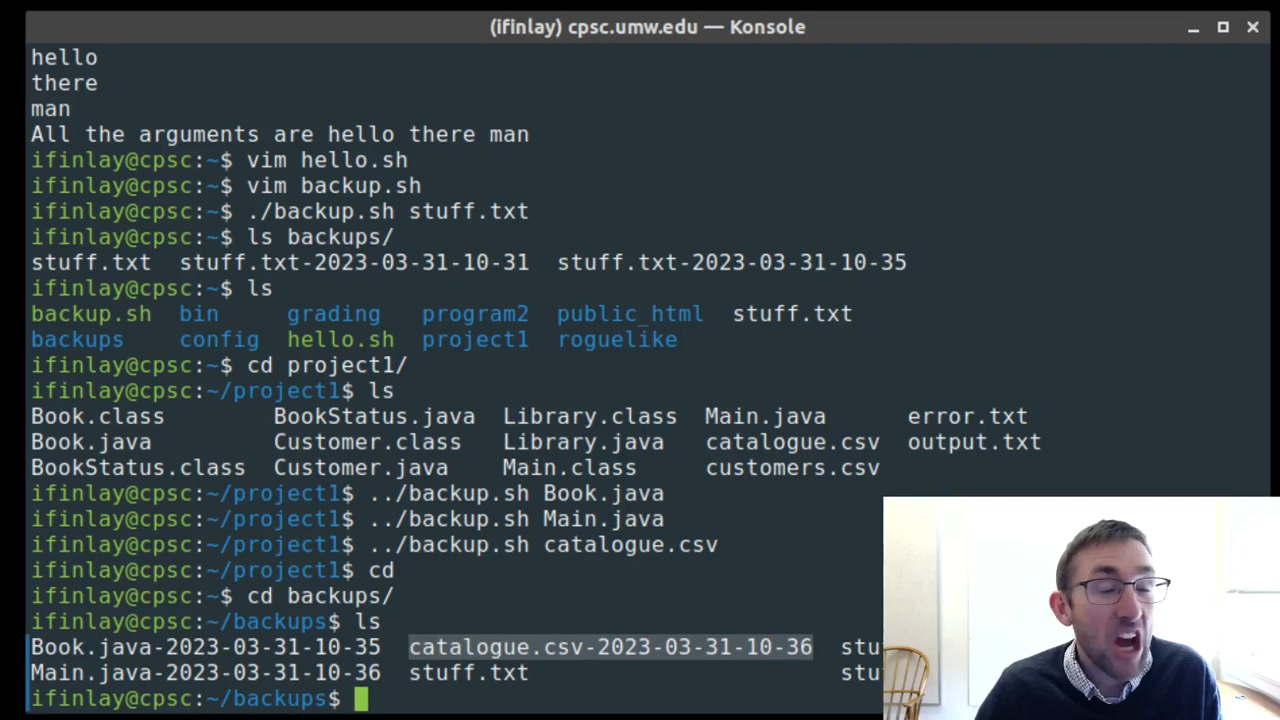 (ifinlay) cpsc.umw.edu — Konsole
hello
there
man
All the arguments are hello there man
ifinlay@cpsc:~$ vim hello.sh
ifinlay@cpsc:~$ vim backup.sh
ifinlay@cpsc:~$ ./backup.sh stuff.txt
ifinlay@cpsc:~$ ls backups/
stuff.txt  stuff.txt-2023-03-31-10-31  stuff.txt-2023-03-31-10-35
ifinlay@cpsc:~$ ls
backup.sh  bin     grading   program2  public_html  stuff.txt
backups    config  hello.sh  project1  roguelike
ifinlay@cpsc:~$ cd project1/
ifinlay@cpsc:~/project1$ ls
Book.class        BookStatus.java  Library.class  Main.java      error.txt
Book.java         Customer.class   Library.java   catalogue.csv  output.txt
BookStatus.class  Customer.java    Main.class     customers.csv
ifinlay@cpsc:~/project1$ ../backup.sh Book.java
ifinlay@cpsc:~/project1$ ../backup.sh Main.java
ifinlay@cpsc:~/project1$ ../backup.sh catalogue.csv
ifinlay@cpsc:~/project1$ cd
ifinlay@cpsc:~$ cd backups/
ifinlay@cpsc:~/backups$ ls
Book.java-2023-03-31-10-35  catalogue.csv-2023-03-31-10-36
Main.java-2023-03-31-10-36  stuff.txt
ifinlay@cpsc:~/backups$